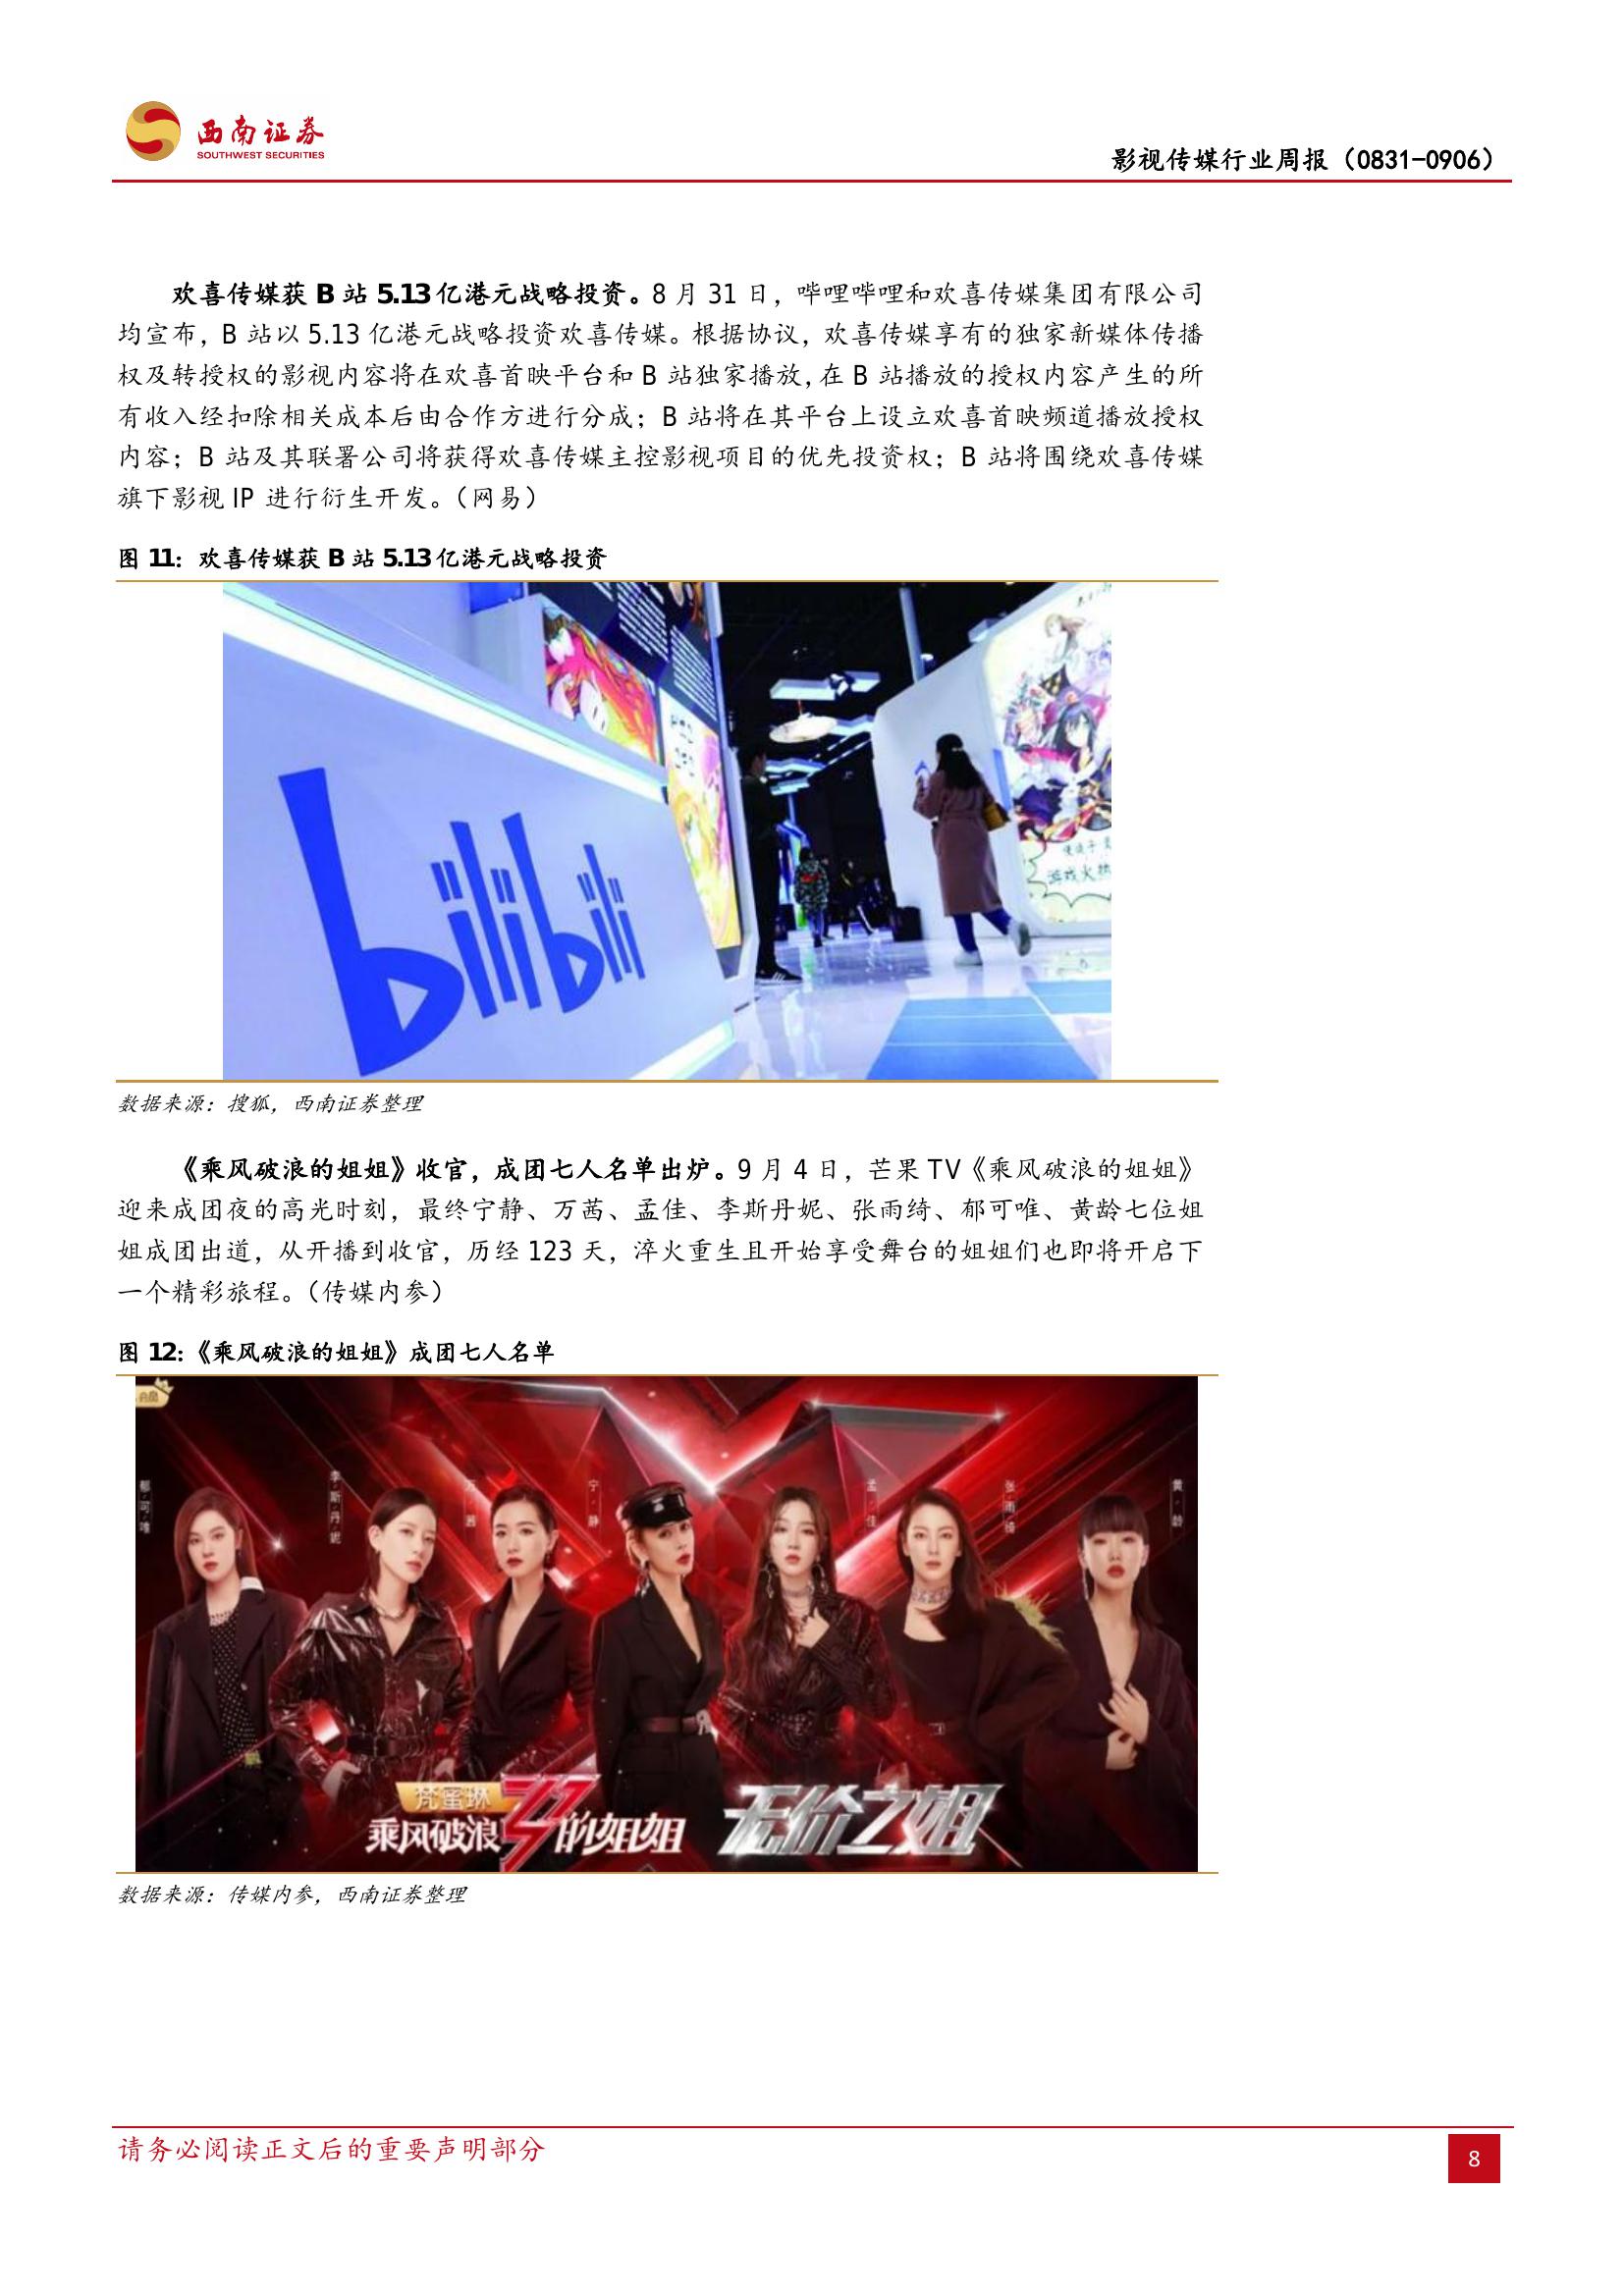 西南证券
SOUTHWEST SECURITIES
影视传媒行业周报（0831-0906）
欢喜传媒获 B 站 5.13 亿港元战略投资。8 月 31 日，哔哩哔哩和欢喜传媒集团有限公司
均宣布，B 站以 5.13 亿港元战略投资欢喜传媒。根据协议，欢喜传媒享有的独家新媒体传播
权及转授权的影视内容将在欢喜首映平台和 B 站独家播放，在 B 站播放的授权内容产生的所
有收入经扣除相关成本后由合作方进行分成；B 站将在其平台上设立欢喜首映频道播放授权
内容；B 站及其联署公司将获得欢喜传媒主控影视项目的优先投资权；B 站将围绕欢喜传媒
旗下影视 IP 进行衍生开发。（网易）
图 11：欢喜传媒获 B 站 5.13 亿港元战略投资
bilibili
游戏火热
数据来源：搜狐，西南证券整理
《乘风破浪的姐姐》收官，成团七人名单出炉。9 月 4 日，芒果 TV《乘风破浪的姐姐》
迎来成团夜的高光时刻，最终宁静、万茜、孟佳、李斯丹妮、张雨绮、郁可唯、黄龄七位姐
姐成团出道，从开播到收官，历经 123 天，淬火重生且开始享受舞台的姐姐们也即将开启下
一个精彩旅程。（传媒内参）
图 12：《乘风破浪的姐姐》成团七人名单
郁·可·唯
李·斯·丹·妮
万·茜
宁·静
孟·佳
张·雨·绮
黄·龄
梵蜜琳
乘风破浪的姐姐
无价之姐
数据来源：传媒内参，西南证券整理
请务必阅读正文后的重要声明部分
8